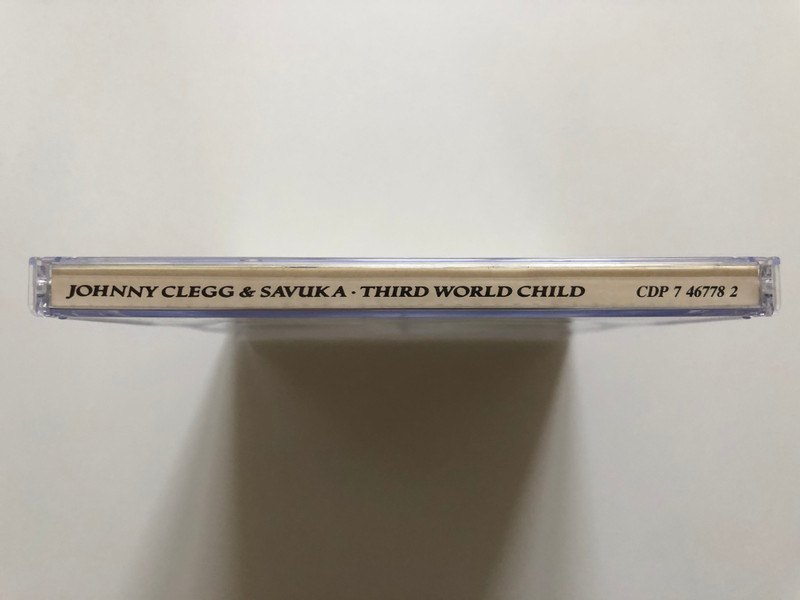 JOHNNY CLEGG & SAVUKA · THIRD WORLD CHILD CDP 7 46778 2